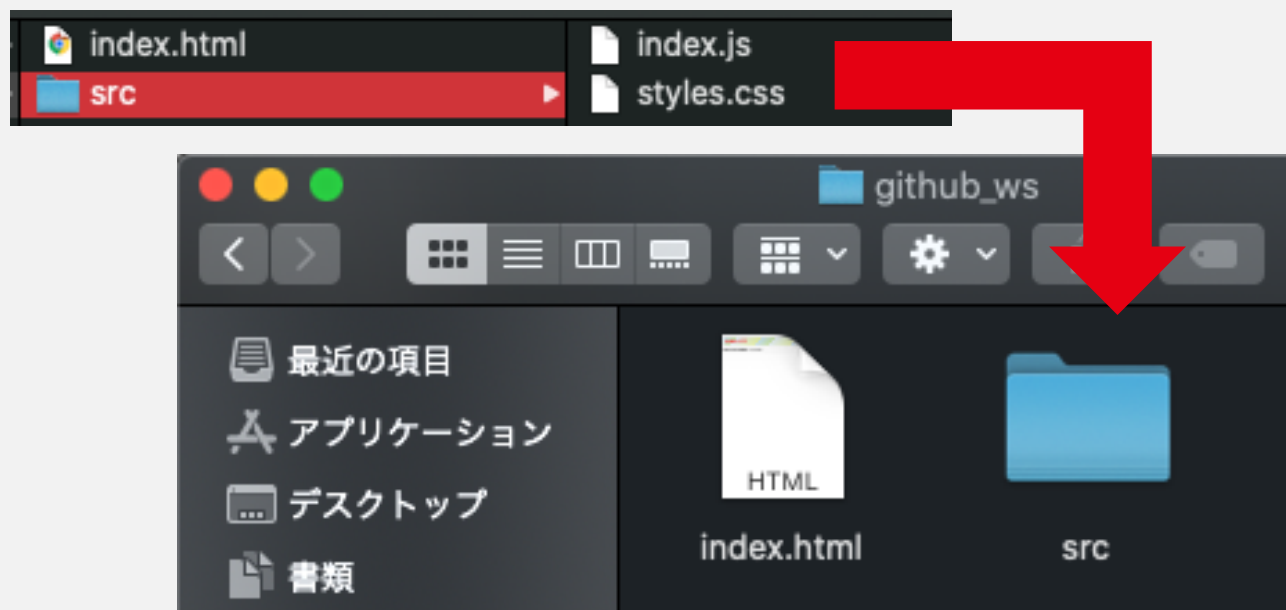 index.html
index.js
src
styles.css
github_ws
最近の項目
アプリケーション
デスクトップ
書類
HTML
index.html
src